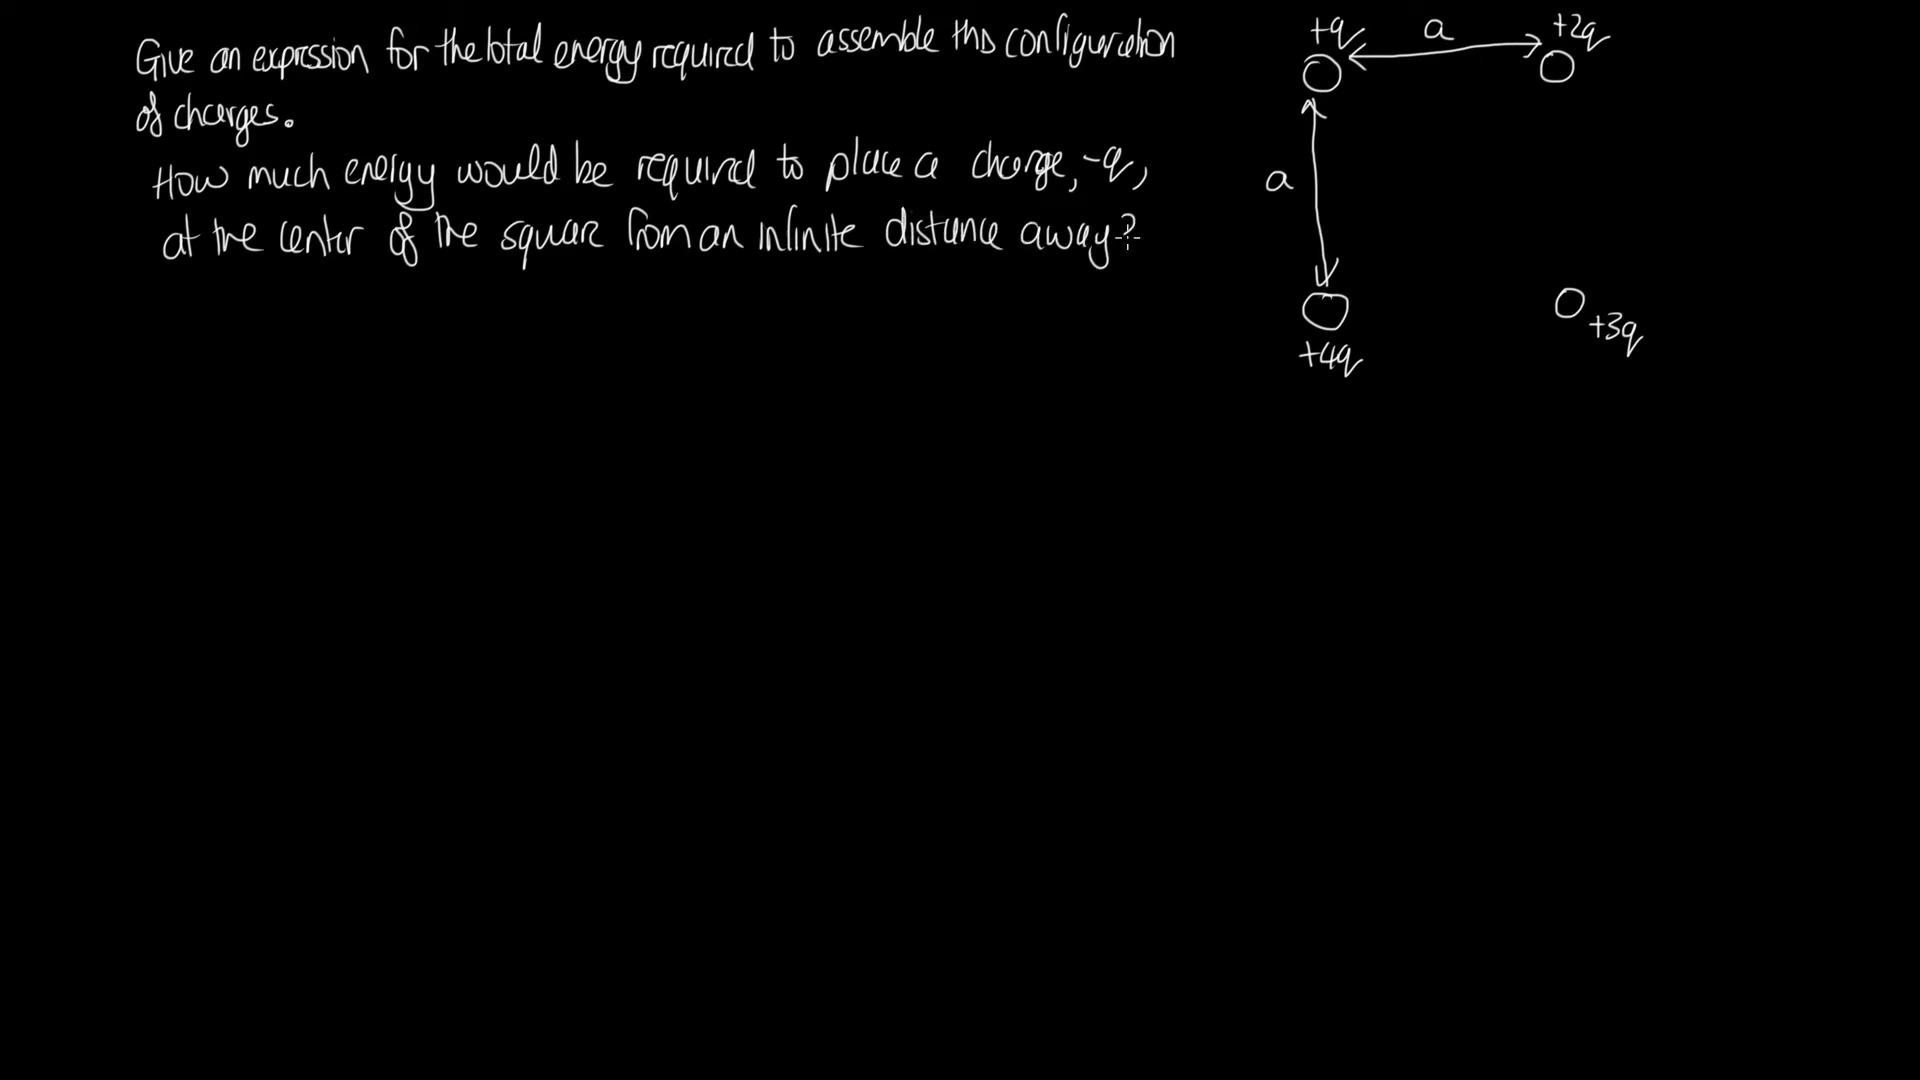 Give an expression for the total energy required to assemble this configuration
of charges.
How much energy would be required to place a charge, -q,
at the center of the square from an infinite distance away?
+q
a
+2q
a
+4q
+3q